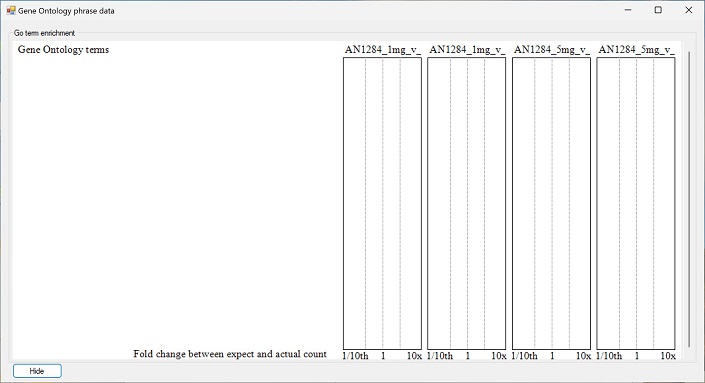 Gene Ontology phrase data
Go term enrichment
Gene Ontology terms AN1284_1mg_v_ AN1284_1mg_v_ AN1284_5mg_v_ AN1284_5mg_v_
Fold change between expect and actual count 1/10th 1 10x 1/10th 1 10x 1/10th 1 10x 1/10th 1 10x
Hide